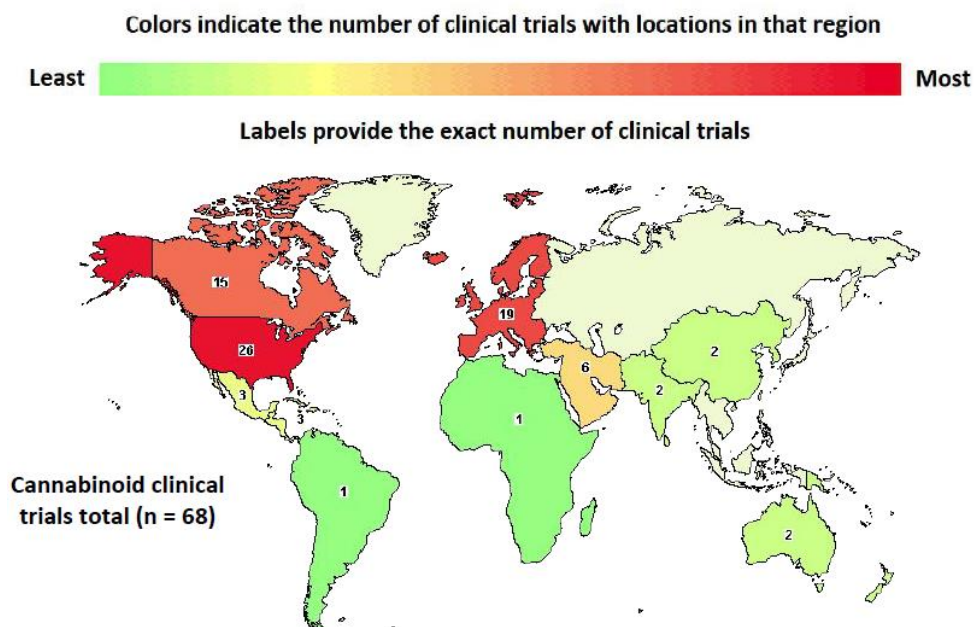 Colors indicate the number of clinical trials with locations in that region
Least
Most
Labels provide the exact number of clinical trials
15
19
26
6
2
3
2
3
1
1
Cannabinoid clinical
trials total (n = 68)
2